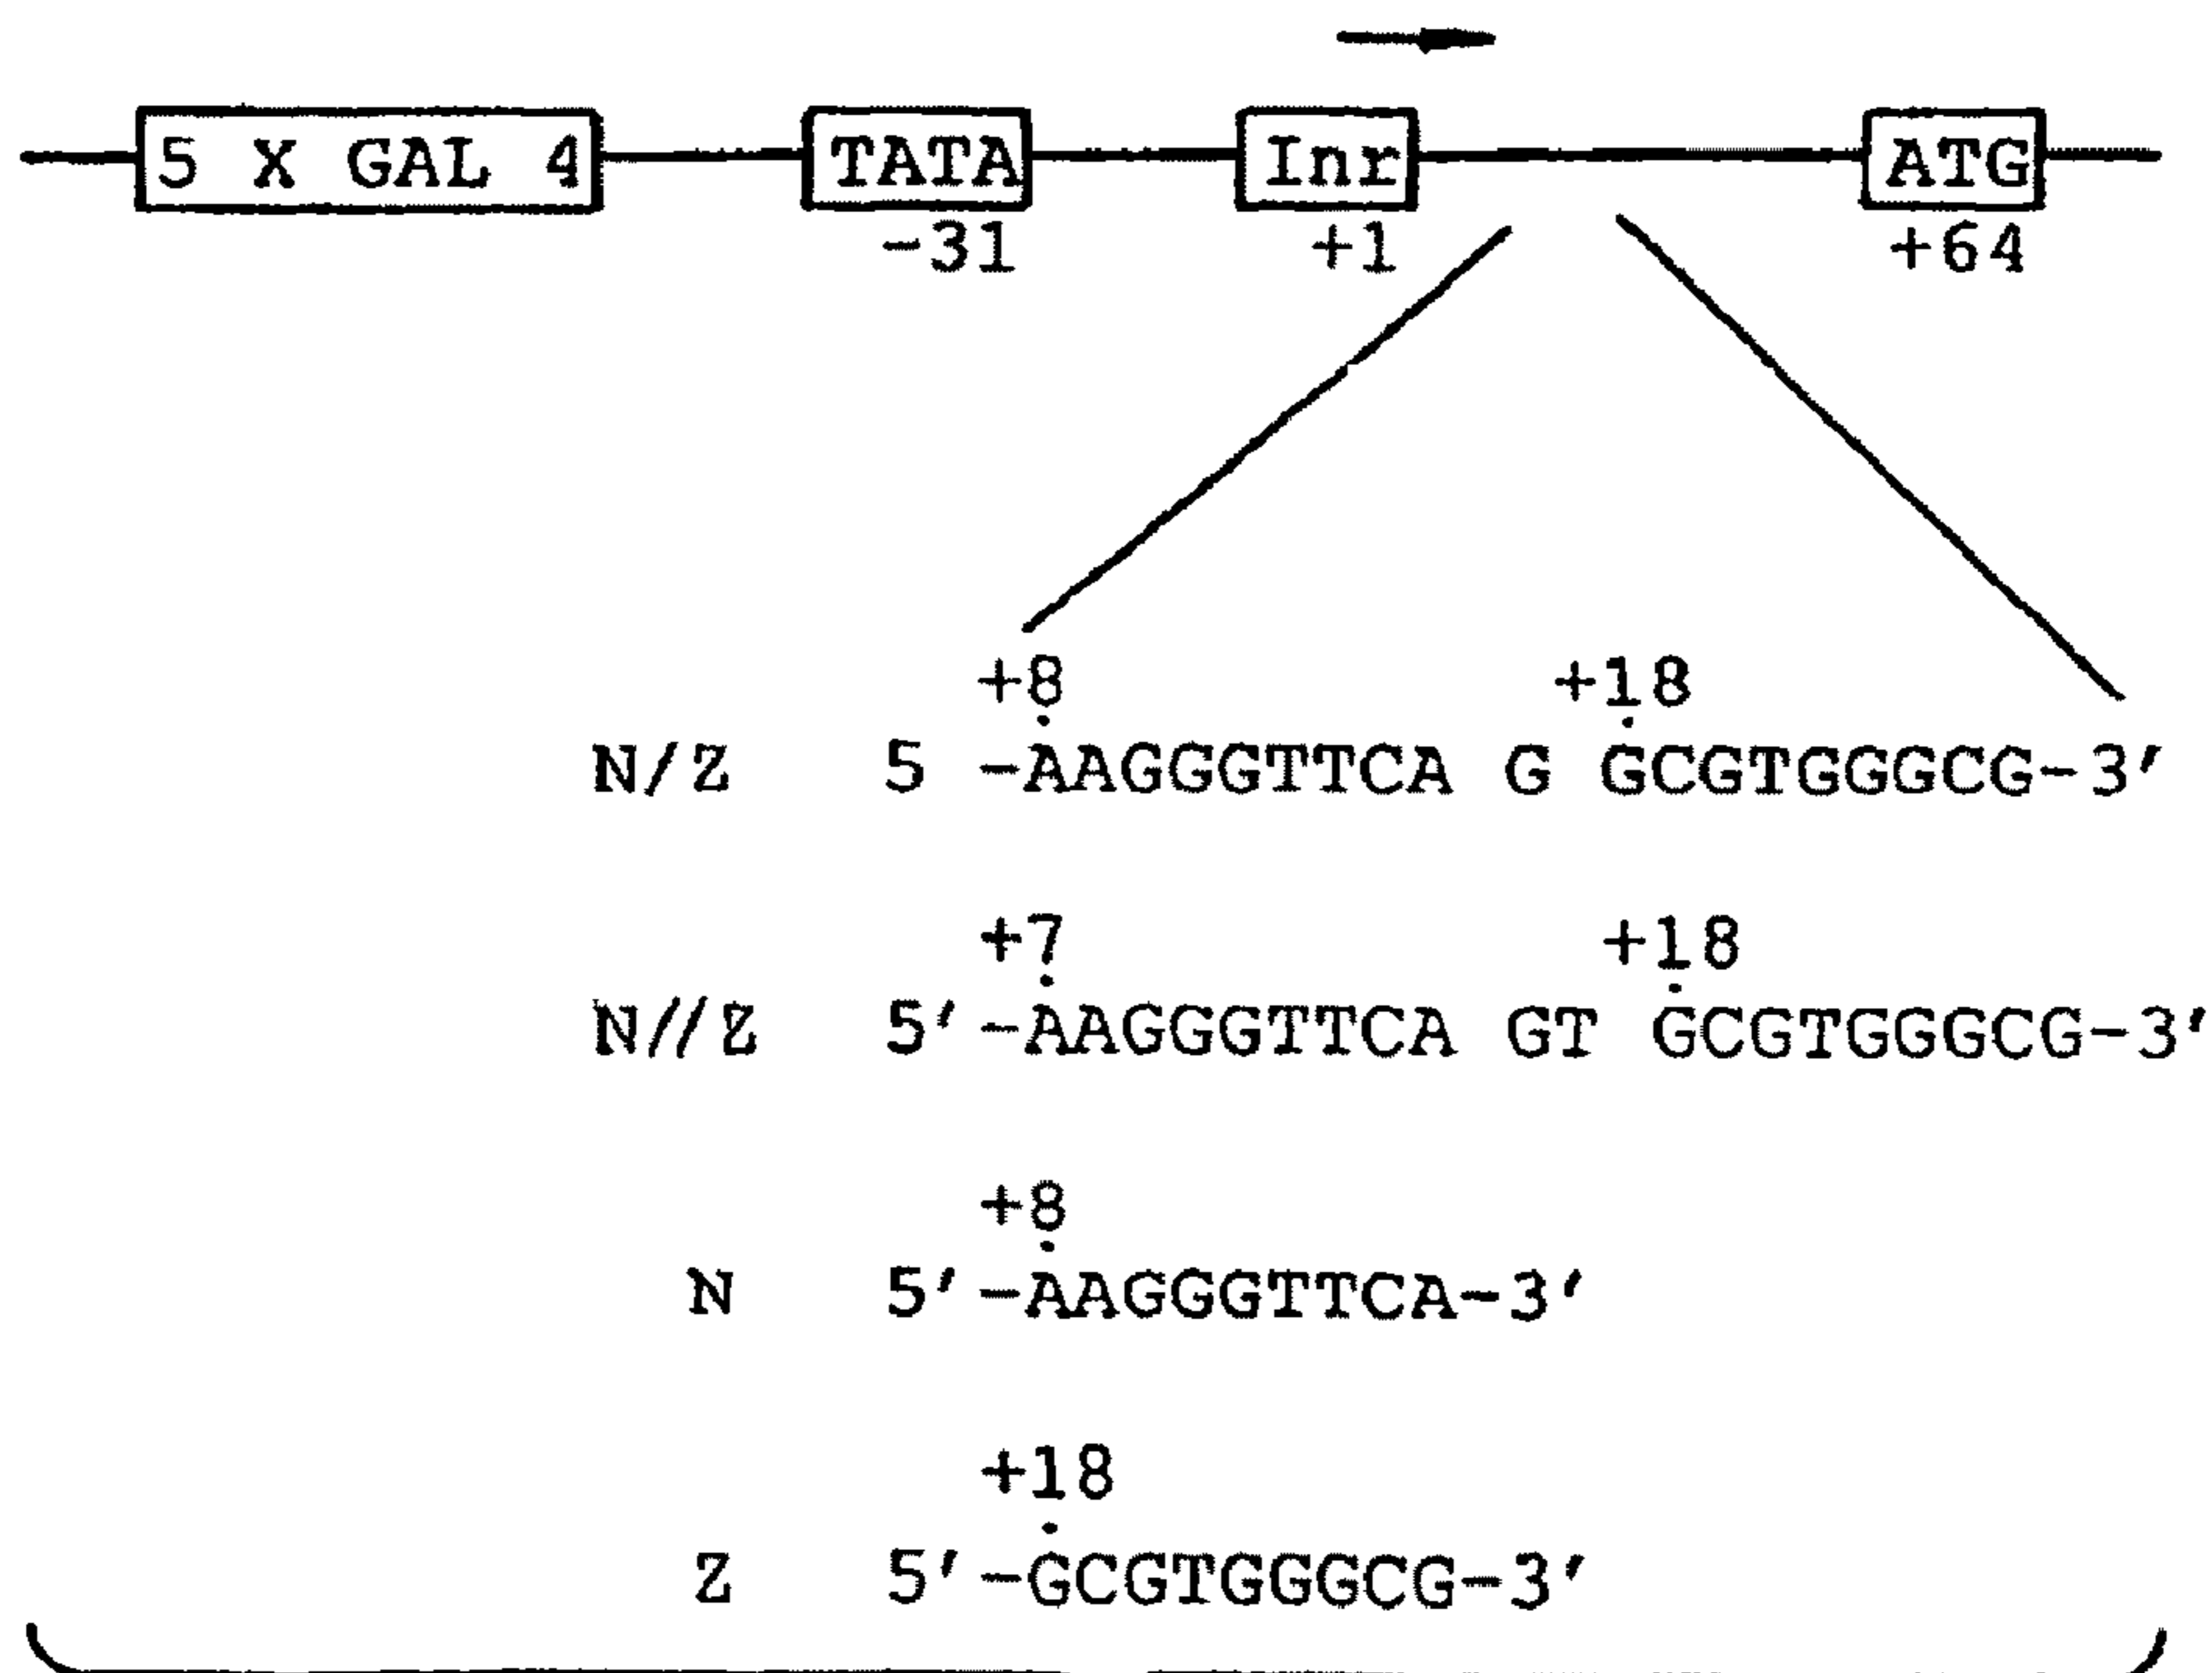 5 X GAL 4 TATA Inr ATG
-31 +1 +64
+8 +18
N/Z 5 -AAGGGTTCA G GCGTGGGCG-3′
+7 +18
N//Z 5′-AAGGGTTCA GT GCGTGGGCG-3′
+8
N 5′-AAGGGTTCA-3′
+18
Z 5′-GCGTGGGCG-3′